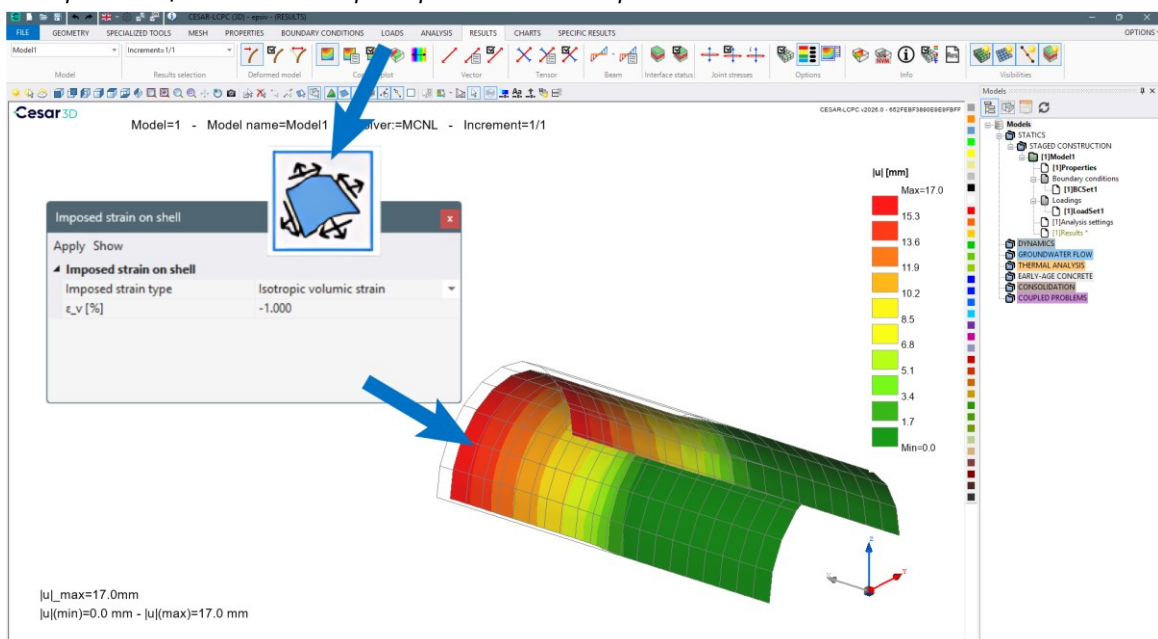 CESAR-LCPC (3D) - epsiv - (RESULTS)
FILE GEOMETRY SPECIALIZED TOOLS MESH PROPERTIES BOUNDARY CONDITIONS LOADS ANALYSIS RESULTS CHARTS SPECIFIC RESULTS OPTIONS
Model1 Increment=1/1
Model Results selection Deformed model Vector Tensor Beam Interface status Joint stresses Options Info Visibilities
Cesar3D
Model=1 - Model name=Model1 olver:=MCNL - Increment=1/1
Imposed strain on shell
x
Apply Show
Imposed strain on shell
Imposed strain type Isotropic volumic strain
ε_v [%] -1.000
|u| [mm]
Max=17.0
15.3
13.6
11.9
10.2
8.5
6.8
5.1
3.4
1.7
Min=0.0
|u|_max=17.0mm
|u|(min)=0.0 mm - |u|(max)=17.0 mm
Models
Models
STATICS
STAGED CONSTRUCTION
[1]Model1
[1]Properties
Boundary conditions
[1]BCSet1
Loadings
[1]LoadSet1
[1]Analysis settings
[1]Results *
DYNAMICS
GROUNDWATER FLOW
THERMAL ANALYSIS
EARLY-AGE CONCRETE
CONSOLIDATION
COUPLED PROBLEMS